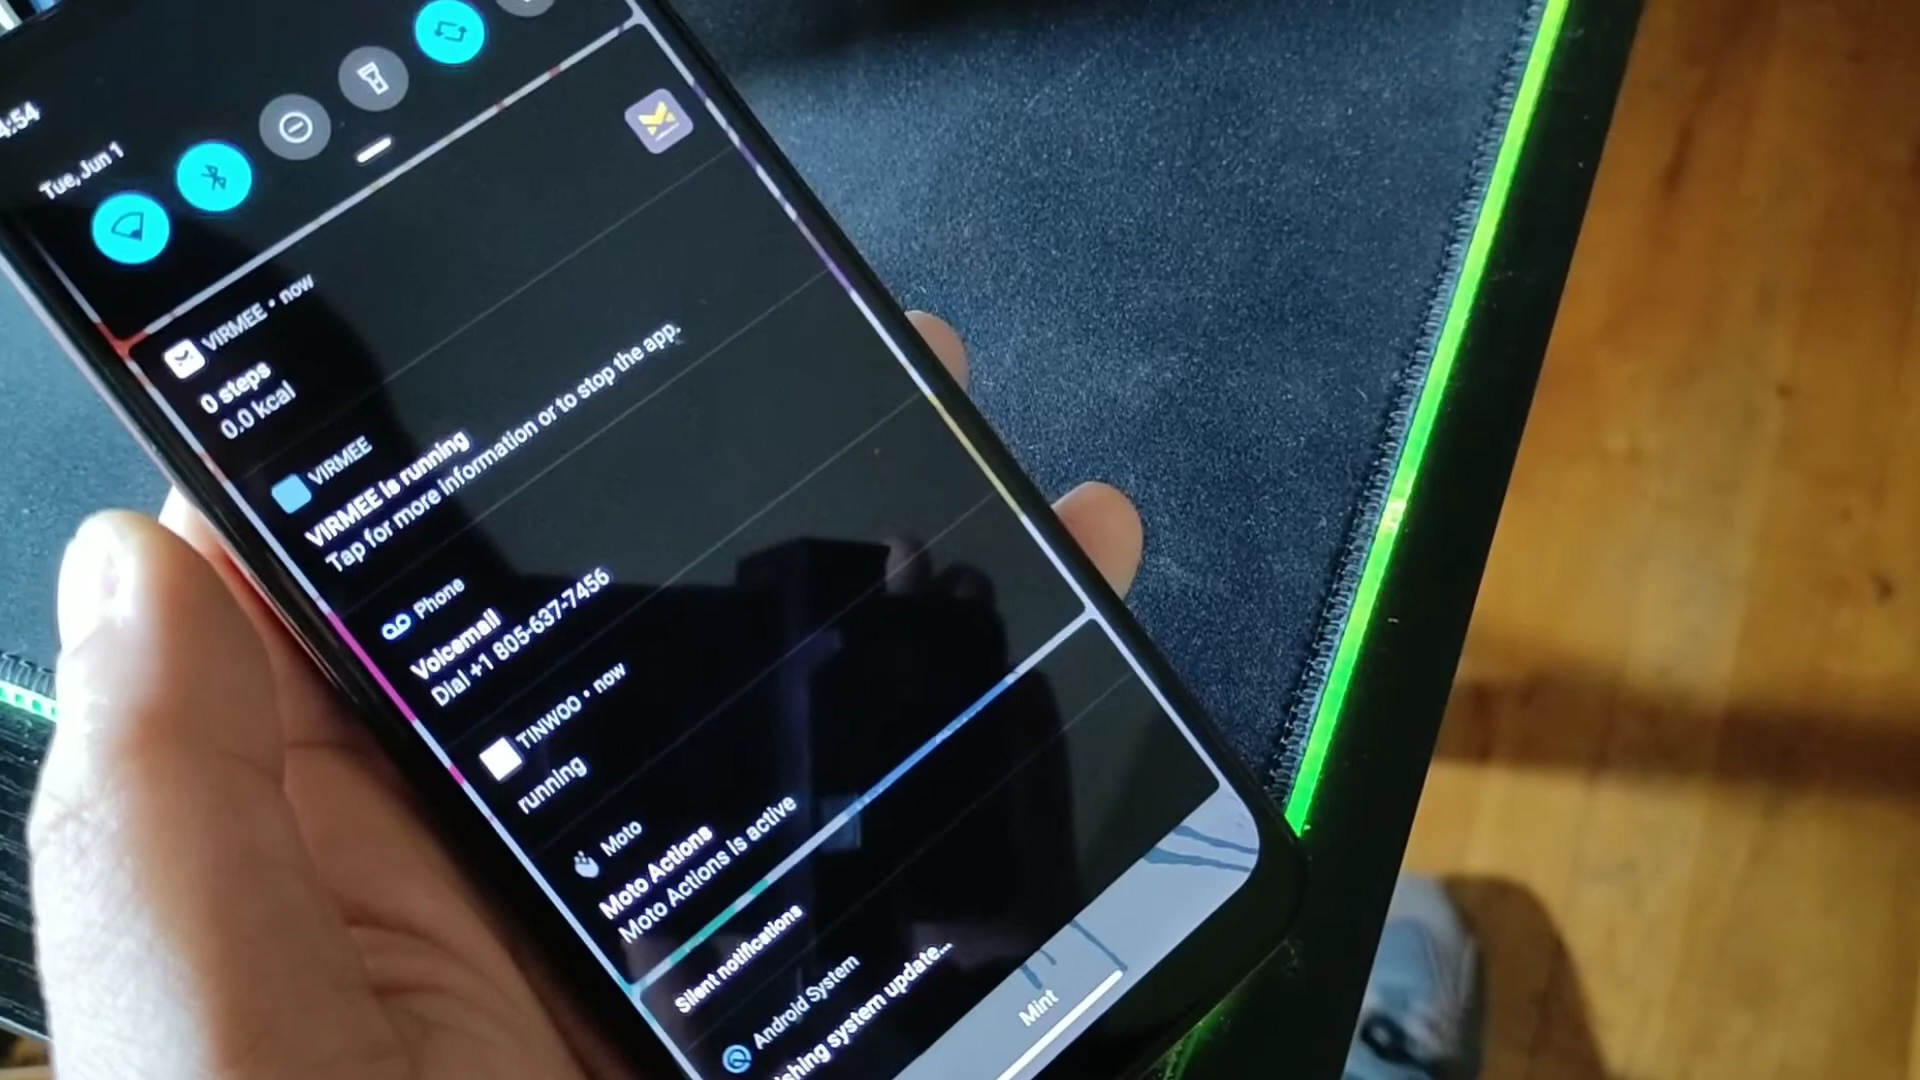 4:54
Tue, Jun 1
VIRMEE • now
0 steps
0.0 kcal
VIRMEE
VIRMEE is running
Tap for more information or to stop the app.
Phone
Voicemail
Dial +1 805-637-7456
TINWOO • now
running
Moto
Moto Actions
Moto Actions is active
Silent notifications
Android System
ishing system update...
Mint